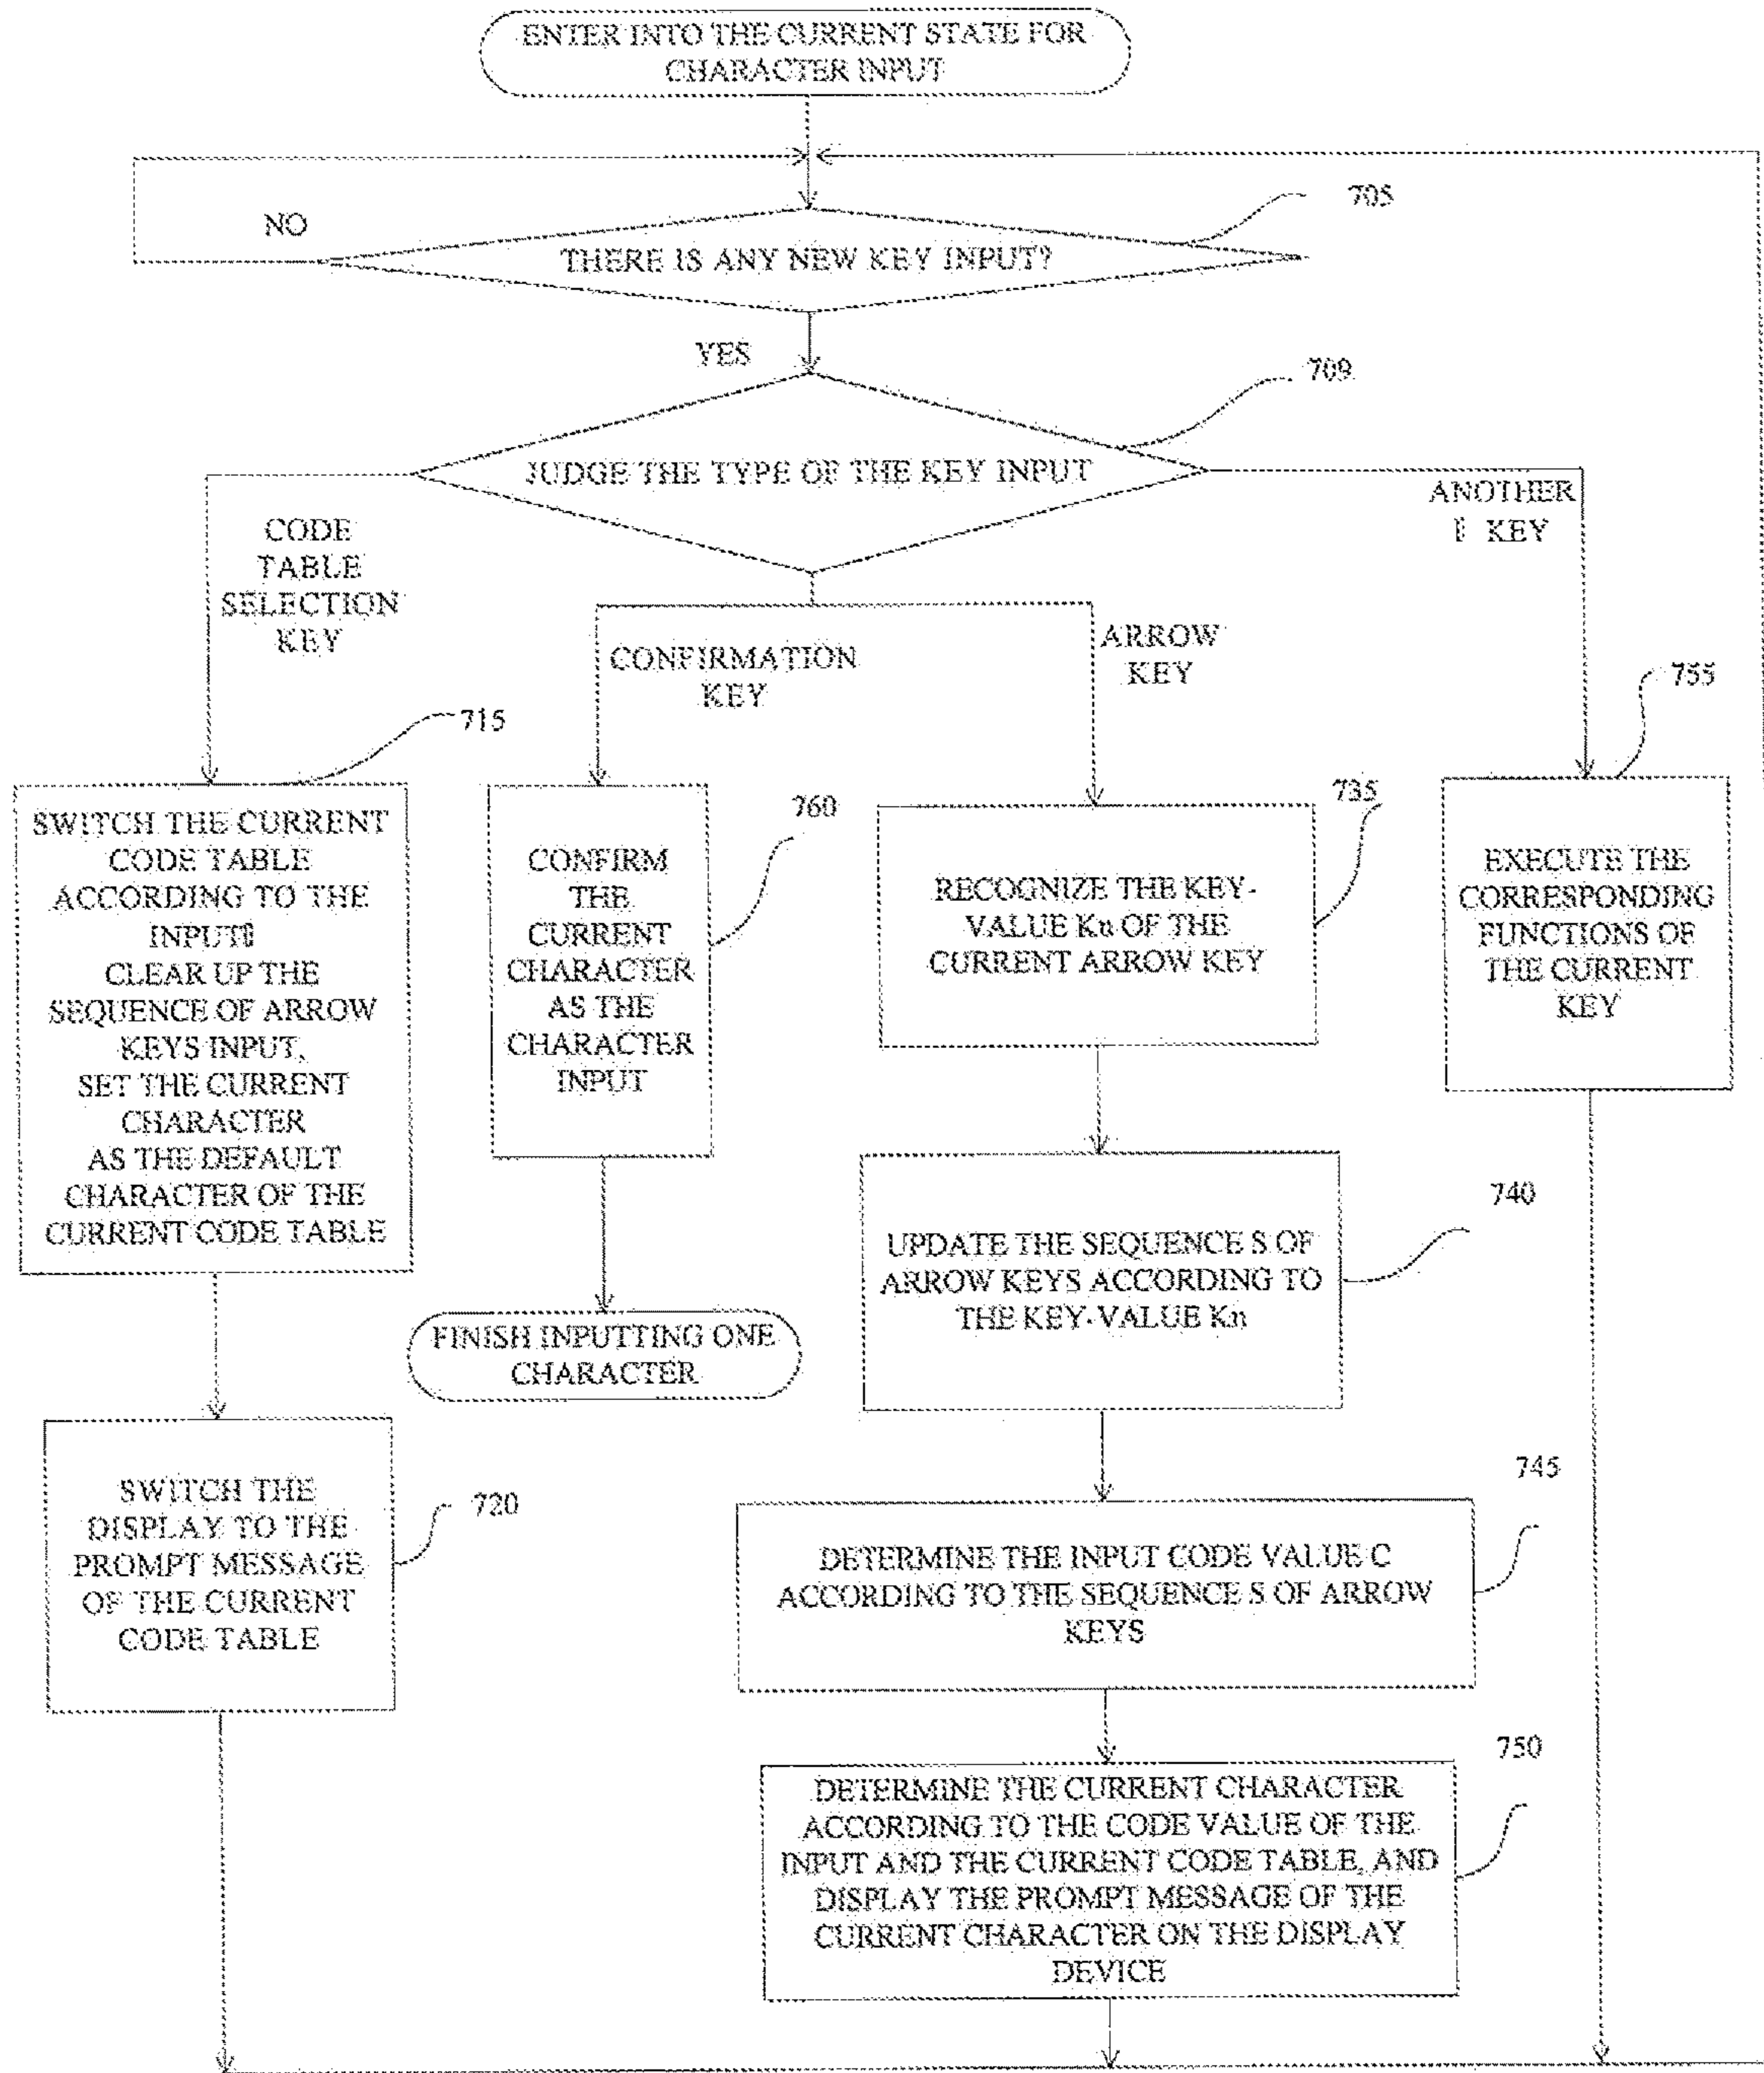 ENTER INTO THE CURRENT STATE FOR
CHARACTER INPUT
705
NO
THERE IS ANY NEW KEY INPUT?
YES
709
JUDGE THE TYPE OF THE KEY INPUT
CODE
TABLE
SELECTION
KEY
ANOTHER
KEY
CONFIRMATION
KEY
ARROW
KEY
715
755
SWITCH THE CURRENT
CODE TABLE
ACCORDING TO THE
INPUT
CLEAR UP THE
SEQUENCE OF ARROW
KEYS INPUT,
SET THE CURRENT
CHARACTER
AS THE DEFAULT
CHARACTER OF THE
CURRENT CODE TABLE
760
CONFIRM
THE
CURRENT
CHARACTER
AS THE
CHARACTER
INPUT
735
RECOGNIZE THE KEY-
VALUE Kn OF THE
CURRENT ARROW KEY
EXECUTE THE
CORRESPONDING
FUNCTIONS OF
THE CURRENT
KEY
740
UPDATE THE SEQUENCE S OF
ARROW KEYS ACCORDING TO
THE KEY-VALUE Kn
FINISH INPUTTING ONE
CHARACTER
SWITCH THE
DISPLAY TO THE
PROMPT MESSAGE
OF THE CURRENT
CODE TABLE
720
745
DETERMINE THE INPUT CODE VALUE C
ACCORDING TO THE SEQUENCE S OF ARROW
KEYS
750
DETERMINE THE CURRENT CHARACTER
ACCORDING TO THE CODE VALUE OF THE
INPUT AND THE CURRENT CODE TABLE, AND
DISPLAY THE PROMPT MESSAGE OF THE
CURRENT CHARACTER ON THE DISPLAY
DEVICE